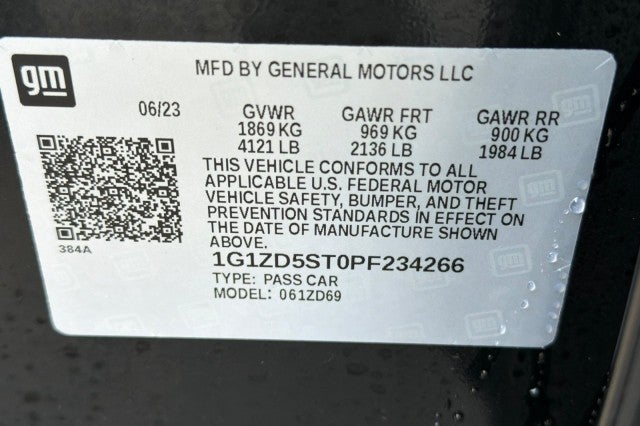 gm
MFD BY GENERAL MOTORS LLC
06/23 GVWR GAWR FRT GAWR RR
1869 KG 969 KG 900 KG
4121 LB 2136 LB 1984 LB
THIS VEHICLE CONFORMS TO ALL
APPLICABLE U.S. FEDERAL MOTOR
VEHICLE SAFETY, BUMPER, AND THEFT
PREVENTION STANDARDS IN EFFECT ON
THE DATE OF MANUFACTURE SHOWN
ABOVE.
384A
1G1ZD5ST0PF234266
TYPE: PASS CAR
MODEL: 061ZD69